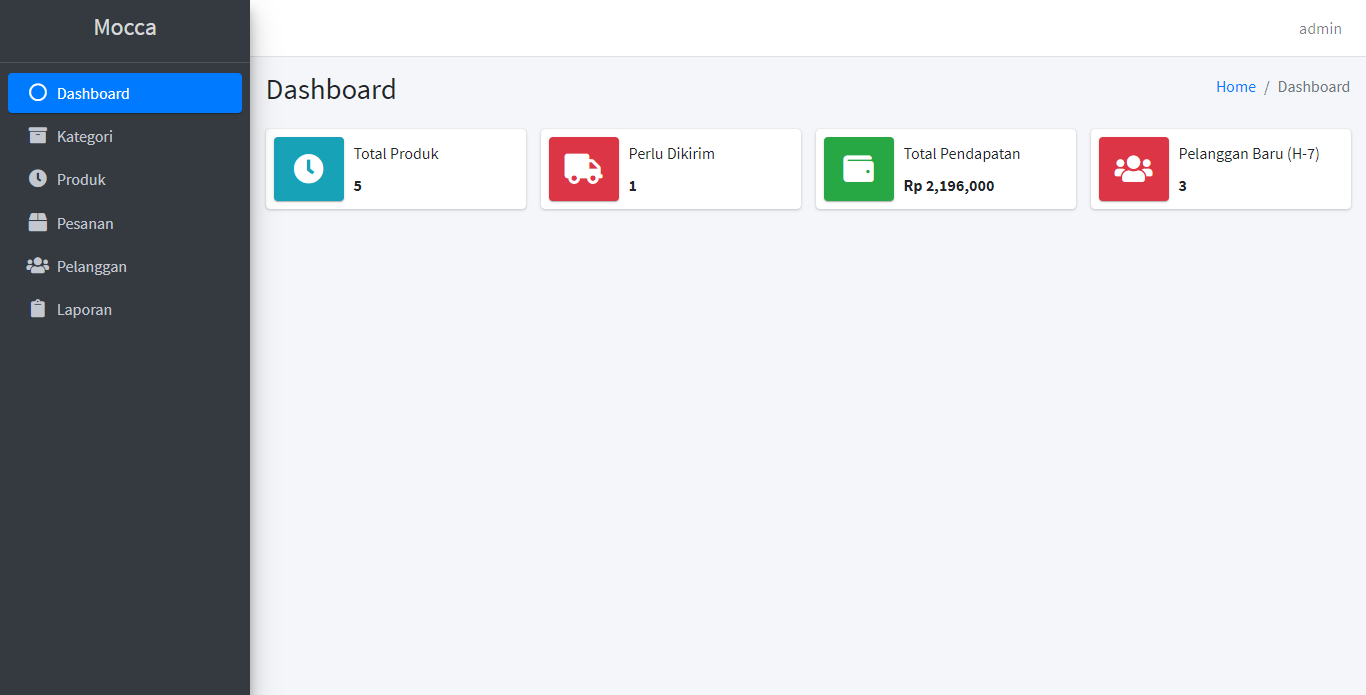 Mocca
admin
Dashboard
Kategori
Produk
Pesanan
Pelanggan
Laporan
Dashboard
Home / Dashboard
Total Produk
5
Perlu Dikirim
1
Total Pendapatan
Rp 2,196,000
Pelanggan Baru (H-7)
3